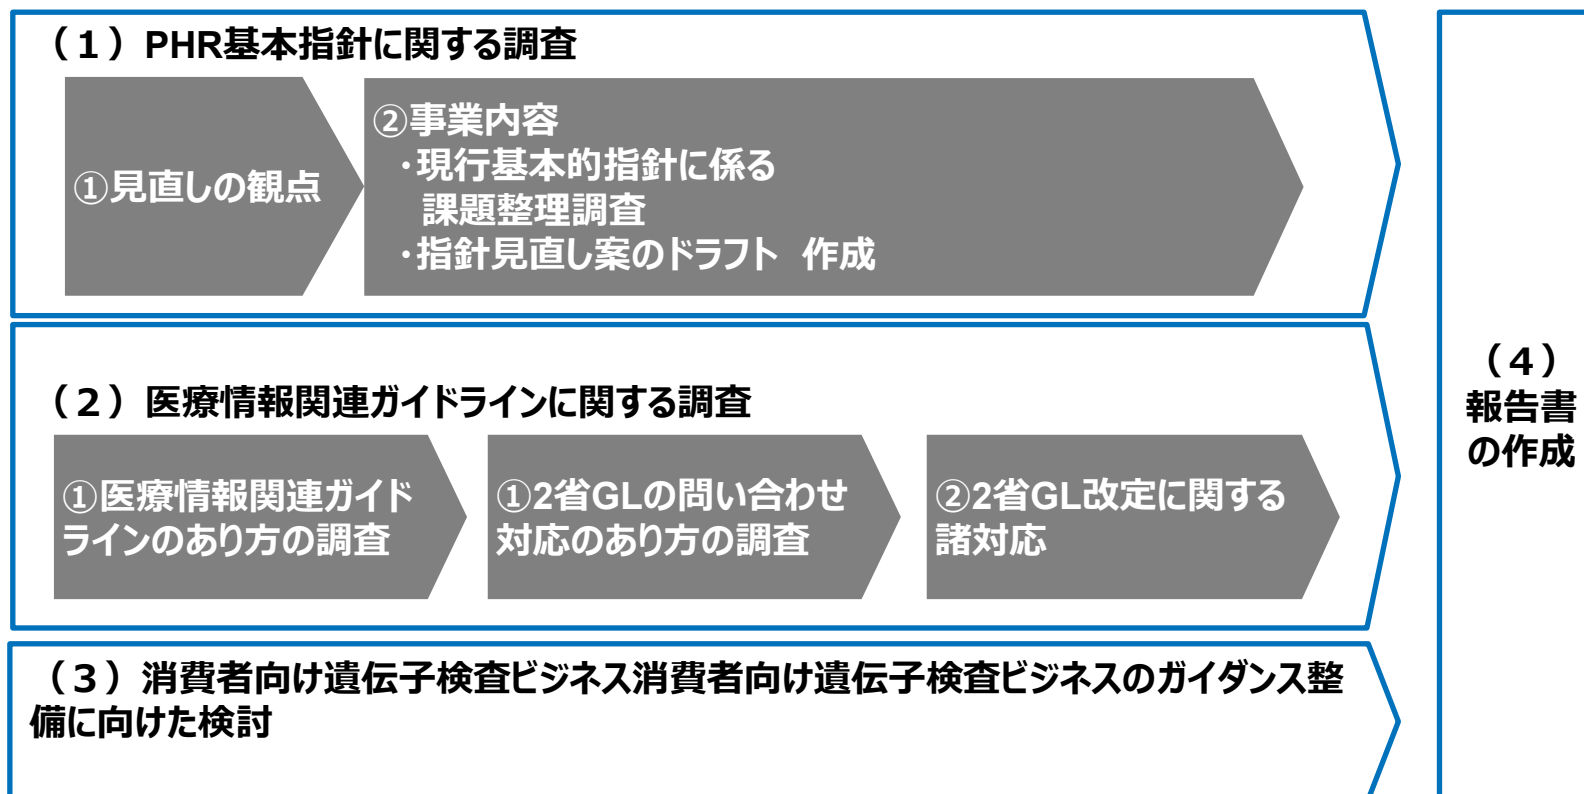 （１）PHR基本指針に関する調査
①見直しの観点
②事業内容
・現行基本的指針に係る
課題整理調査
・指針見直し案のドラフト 作成
（２）医療情報関連ガイドラインに関する調査
①医療情報関連ガイド
ラインのあり方の調査
①2省GLの問い合わせ
対応のあり方の調査
②2省GL改定に関する
諸対応
（３）消費者向け遺伝子検査ビジネス消費者向け遺伝子検査ビジネスのガイダンス整
備に向けた検討
（４）
報告書
の作成